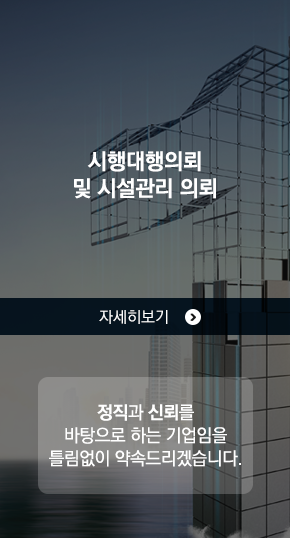 시행대행의뢰
및 시설관리 의뢰
자세히보기
정직과 신뢰를
바탕으로 하는 기업임을
틀림없이 약속드리겠습니다.